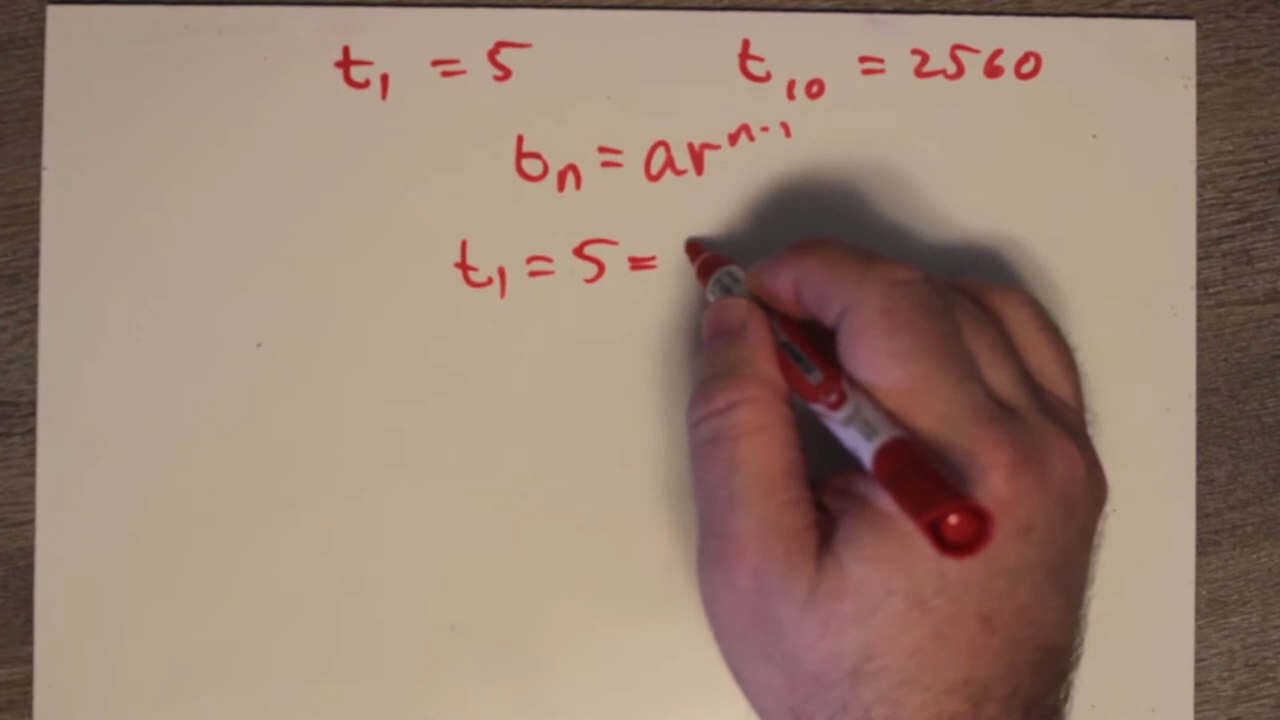 t₁ = 5 t₁₀ = 2560
tₙ = arⁿ⁻¹
t₁ = 5 =